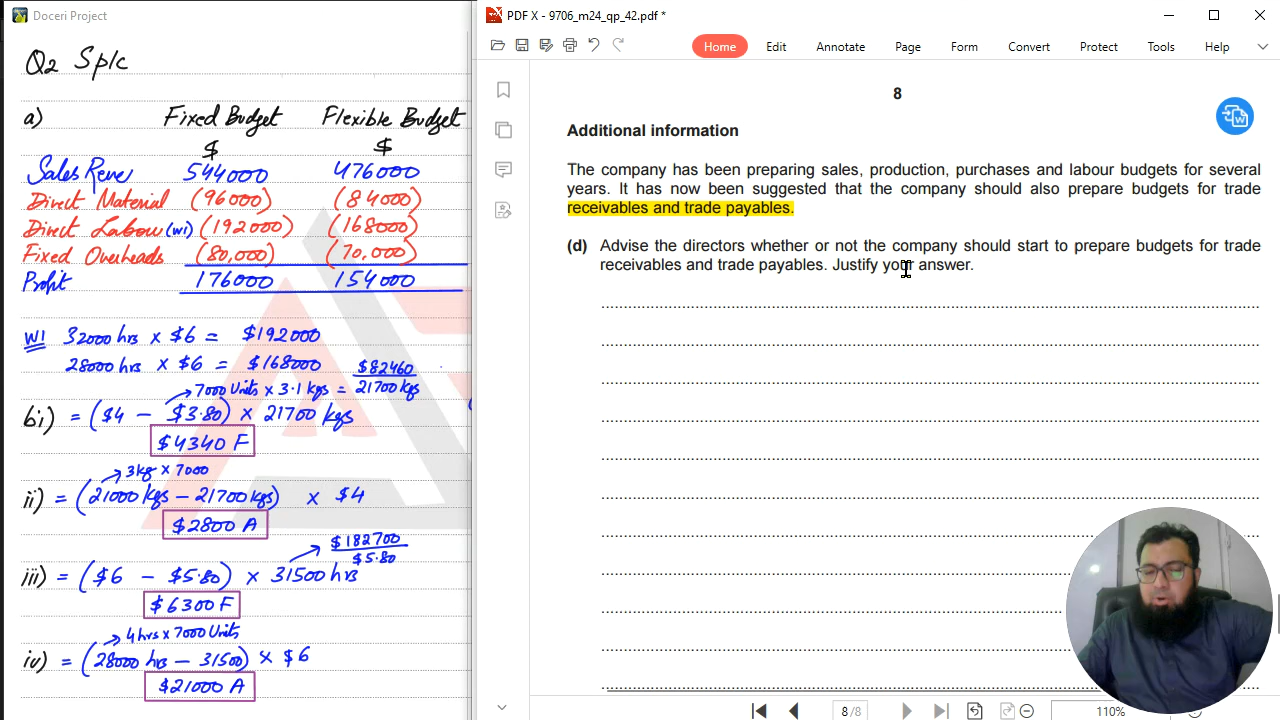 Doceri Project
Q2 Splc
a) Fixed Budget Flexible Budget
$ $
Sales Reve 544000 476000
Direct Material (96000) (84000)
Direct Labour (W1) (192000) (168000)
Fixed Overheads (80,000) (70,000)
Profit 176000 154000
W1 32000 hrs x $6 = $192000
28000 hrs x $6 = $168000 $82460
7000 Units x 3.1 kgs = 21700 kgs
bi) = ($4 - $3.80) x 21700 kgs
$4340 F
3kg x 7000
ii) = (21000 kgs - 21700 kgs) x $4
$2800 A
$182700
$5.80
iii) = ($6 - $5.80) x 31500 hrs
$6300 F
4 hrs x 7000 Units
iv) = (28000 hrs - 31500) x $6
$21000 A
PDF X - 9706_m24_qp_42.pdf *
Home Edit Annotate Page Form Convert Protect Tools Help
8
Additional information
The company has been preparing sales, production, purchases and labour budgets for several
years. It has now been suggested that the company should also prepare budgets for trade
receivables and trade payables.
(d) Advise the directors whether or not the company should start to prepare budgets for trade
receivables and trade payables. Justify your answer.
8/8 110%